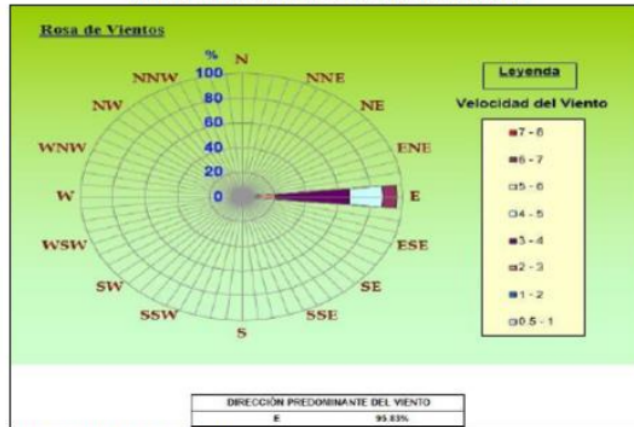 Rosa de Vientos
%
N
NNE
NE
ENE
E
ESE
SE
SSE
S
SSW
SW
WSW
W
WNW
NW
NNW
100
80
60
40
20
0
Leyenda
Velocidad del Viento
7 - 8
6 - 7
5 - 6
4 - 5
3 - 4
2 - 3
1 - 2
0.5 - 1
DIRECCIÓN PREDOMINANTE DEL VIENTO
E 95.83%